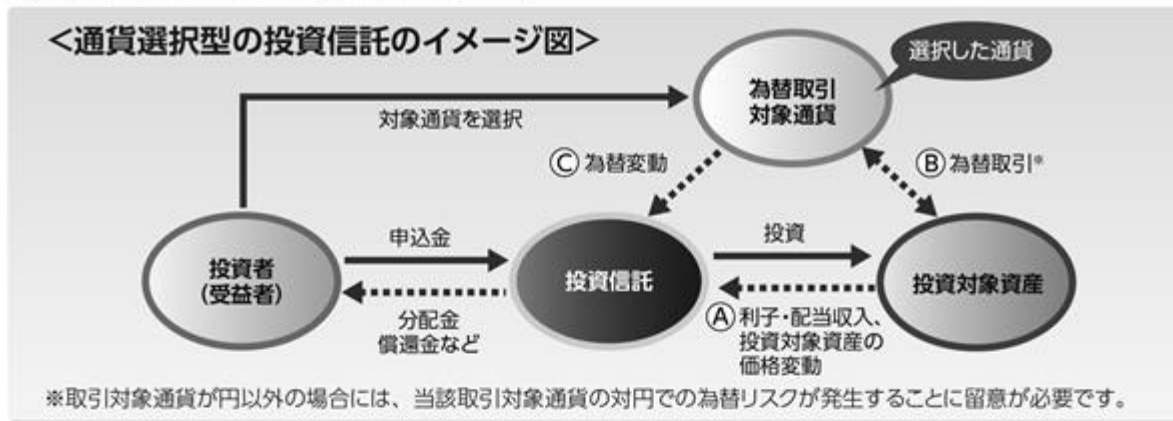 <通貨選択型の投資信託のイメージ図>
選択した通貨
為替取引
対象通貨
対象通貨を選択
Ⓒ 為替変動
Ⓑ 為替取引※
申込金
投資
投資者
(受益者)
投資信託
投資対象資産
分配金
償還金など
Ⓐ 利子・配当収入、
投資対象資産の
価格変動
※取引対象通貨が円以外の場合には、当該取引対象通貨の対円での為替リスクが発生することに留意が必要です。